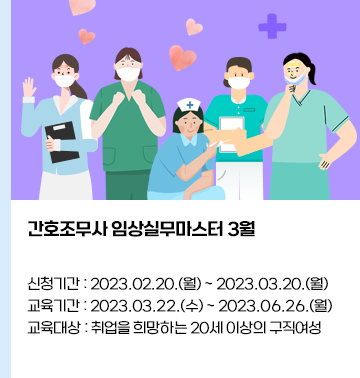 간호조무사 임상실무마스터 3월
신청기간 : 2023.02.20.(월) ~ 2023.03.20.(월)
교육기간 : 2023.03.22.(수) ~ 2023.06.26.(월)
교육대상 : 취업을 희망하는 20세 이상의 구직여성